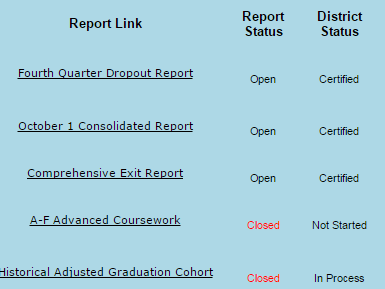 Report Link Report Status District Status
Fourth Quarter Dropout Report Open Certified
October 1 Consolidated Report Open Certified
Comprehensive Exit Report Open Certified
A-F Advanced Coursework Closed Not Started
Historical Adjusted Graduation Cohort Closed In Process